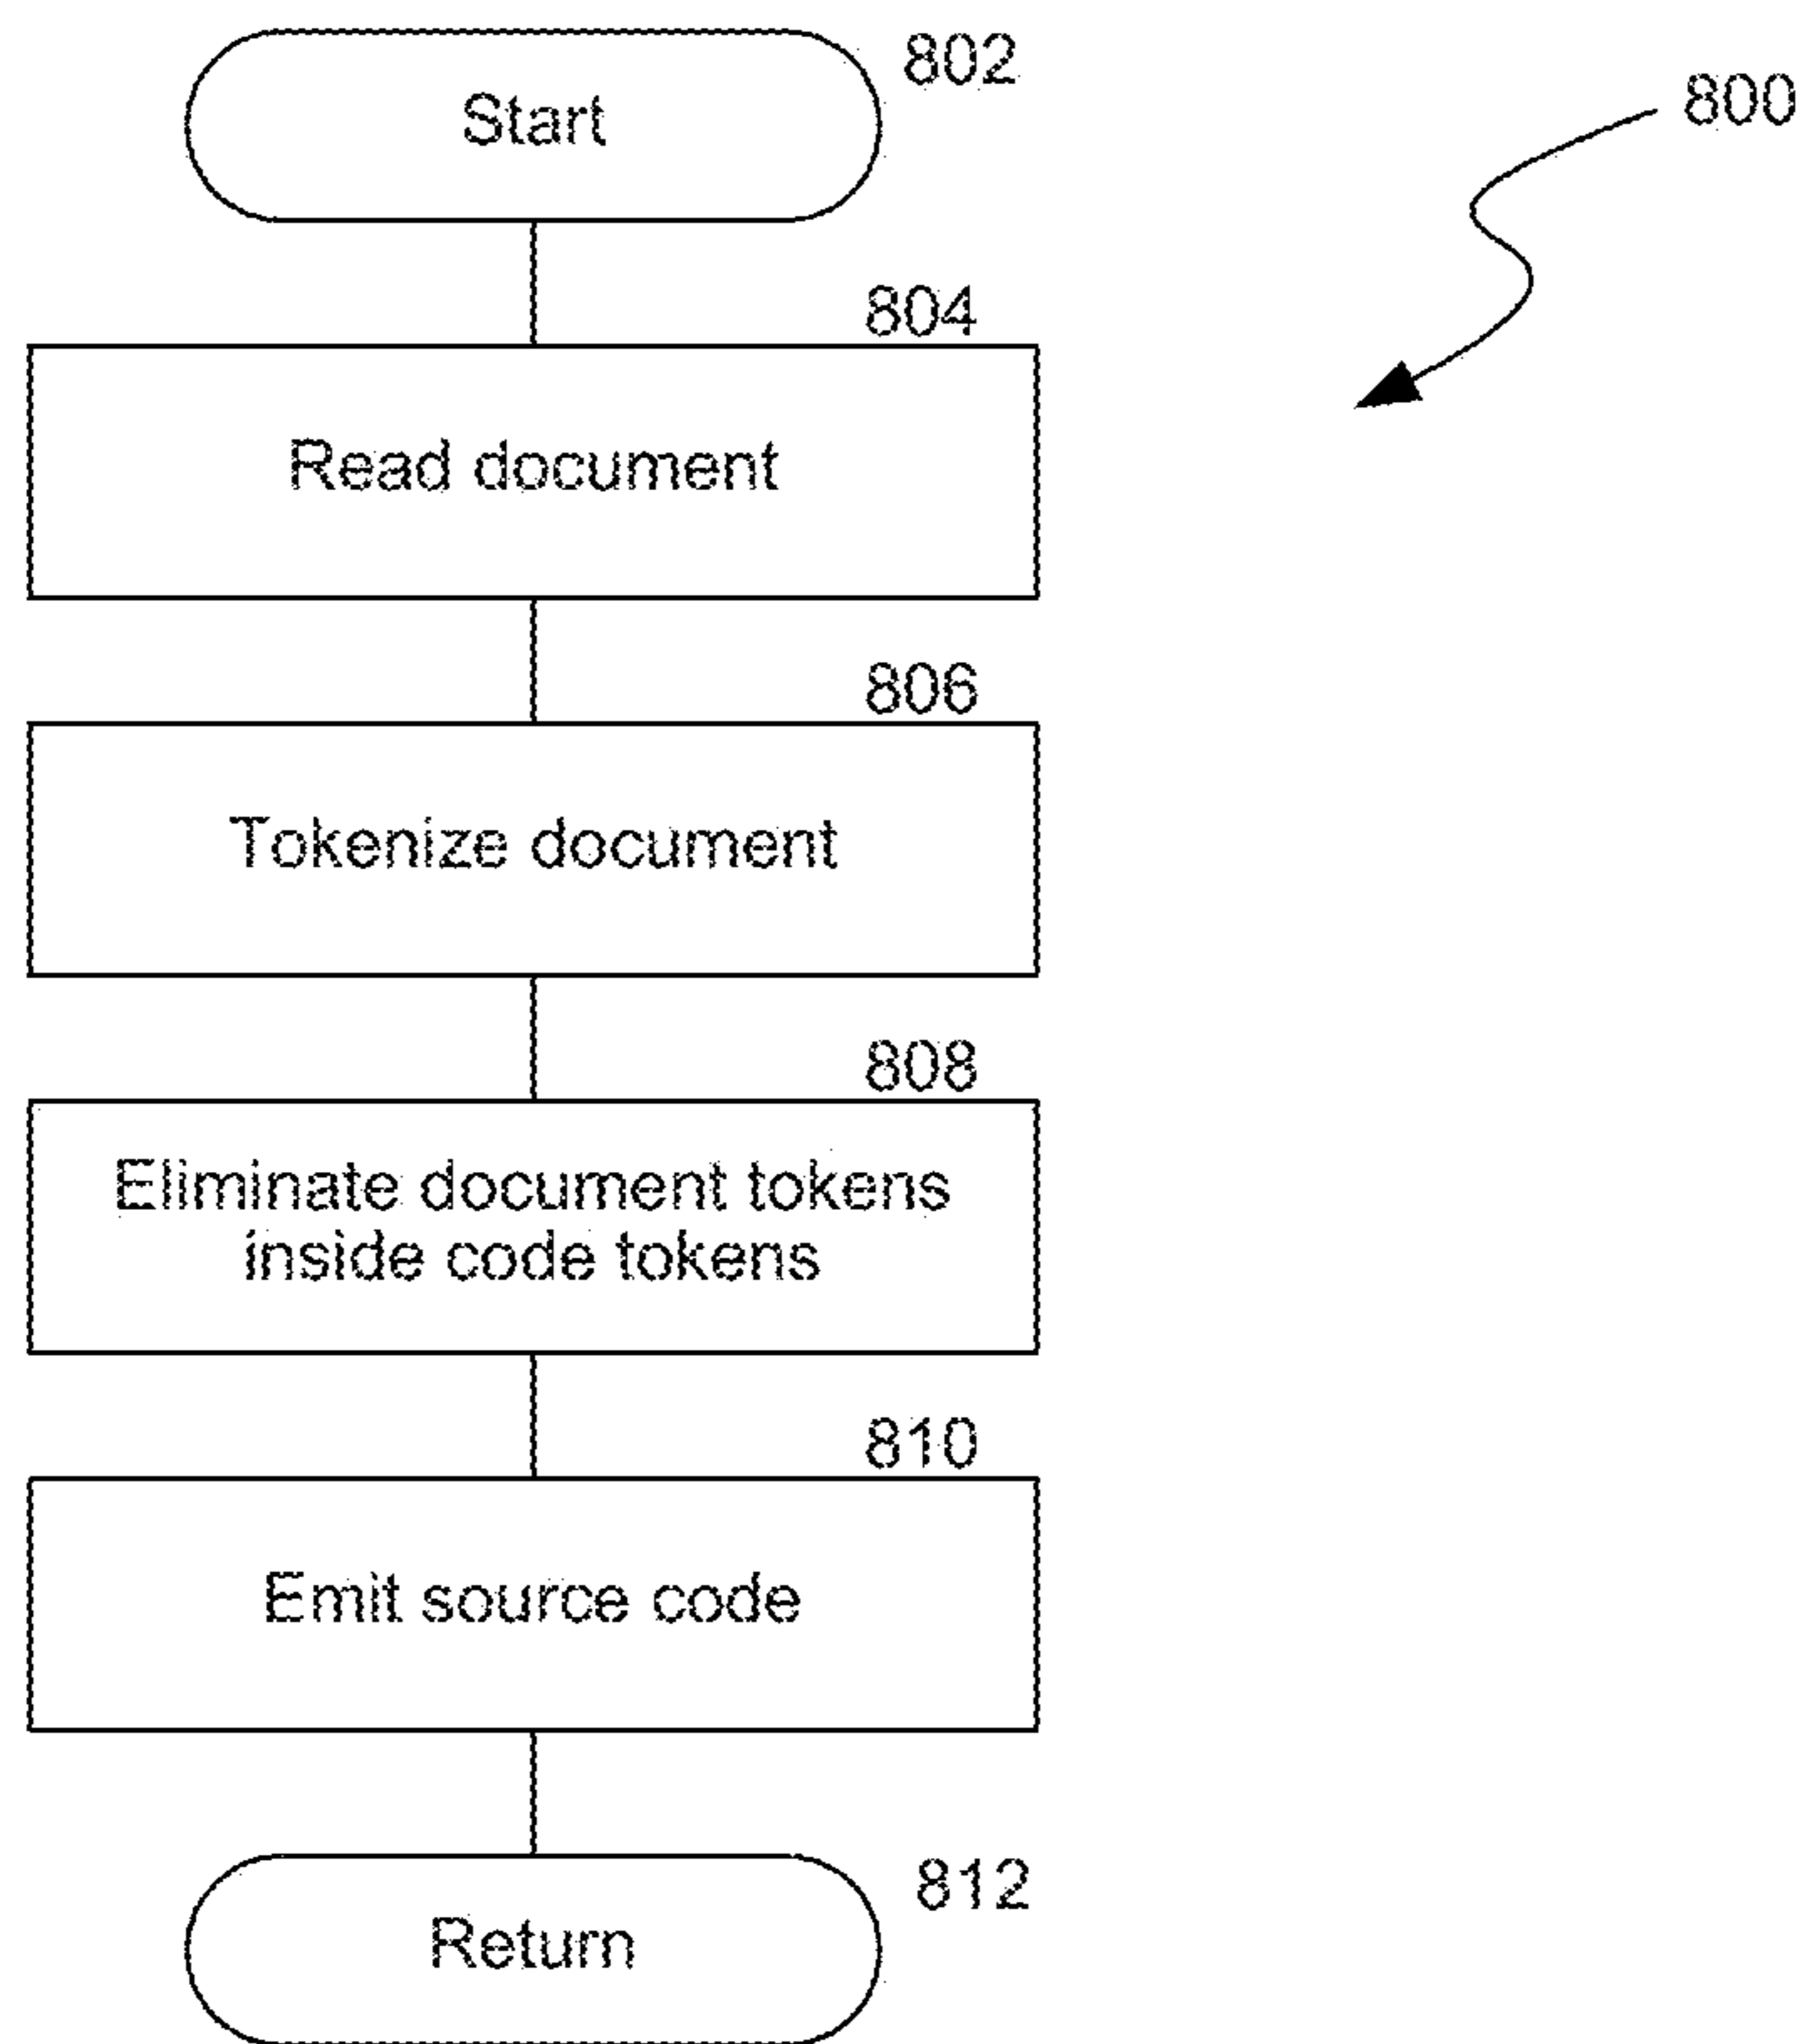 802
Start
800
804
Read document
806
Tokenize document
808
Eliminate document tokens
inside code tokens
810
Emit source code
812
Return